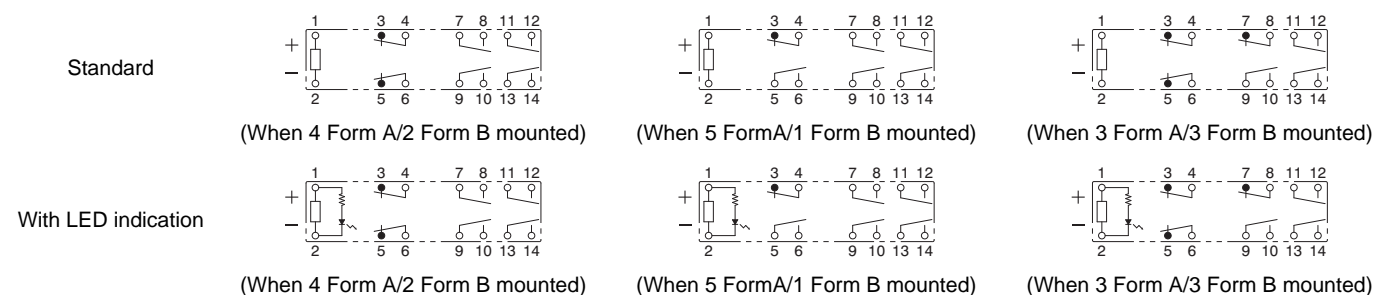 1 3 4 7 8 11 12 1 3 4 7 8 11 12 1 3 4 7 8 11 12
+ + +
Standard
− − −
2 5 6 9 10 13 14 2 5 6 9 10 13 14 2 5 6 9 10 13 14
(When 4 Form A/2 Form B mounted) (When 5 FormA/1 Form B mounted) (When 3 Form A/3 Form B mounted)
1 3 4 7 8 11 12 1 3 4 7 8 11 12 1 3 4 7 8 11 12
+ + +
With LED indication
− − −
2 5 6 9 10 13 14 2 5 6 9 10 13 14 2 5 6 9 10 13 14
(When 4 Form A/2 Form B mounted) (When 5 FormA/1 Form B mounted) (When 3 Form A/3 Form B mounted)